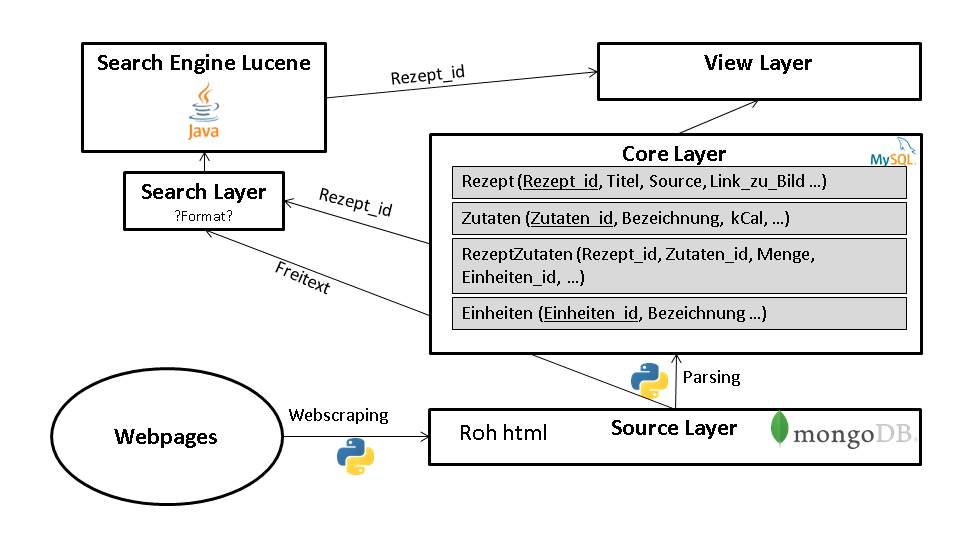 Search Engine Lucene
Java
Rezept_id
View Layer
Core Layer
MySQL
Rezept (Rezept_id, Titel, Source, Link_zu_Bild ...)
Zutaten (Zutaten_id, Bezeichnung, kCal, ...)
RezeptZutaten (Rezept_id, Zutaten_id, Menge,
Einheiten_id, ...)
Einheiten (Einheiten_id, Bezeichnung ...)
Search Layer
?Format?
Rezept_id
Freitext
Parsing
Webpages
Webscraping
Roh html
Source Layer
mongoDB